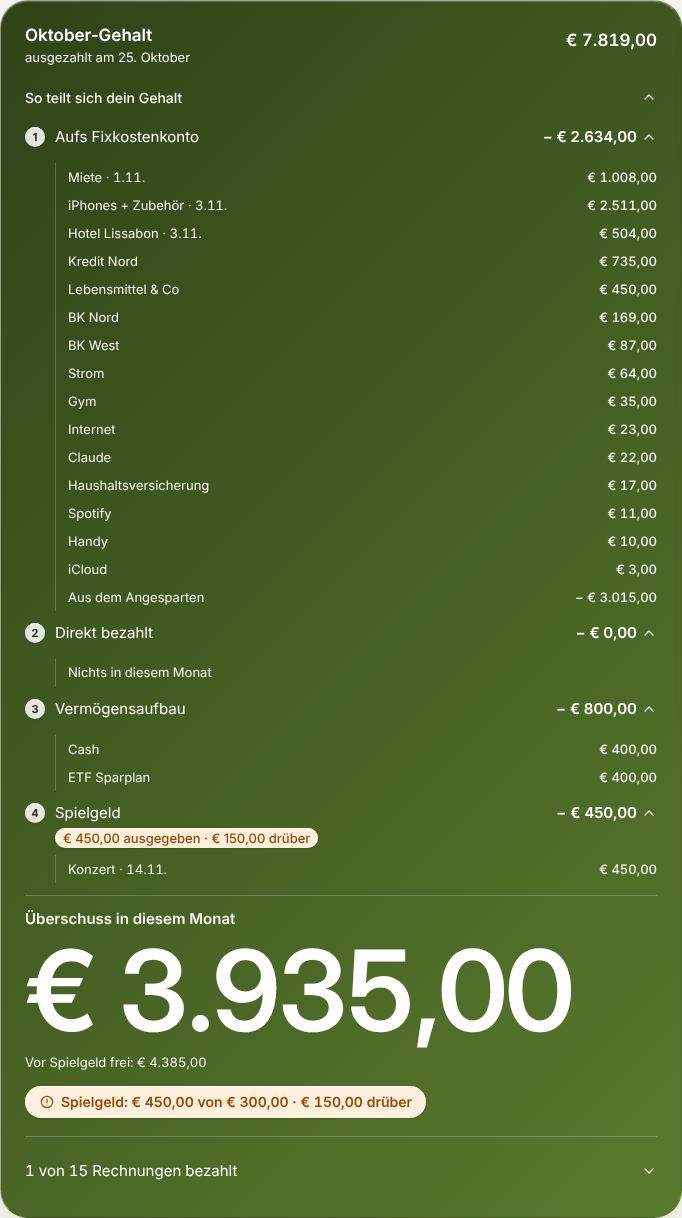 Oktober-Gehalt
€ 7.819,00
ausgezahlt am 25. Oktober
So teilt sich dein Gehalt
1 Aufs Fixkostenkonto – € 2.634,00
Miete · 1.11. € 1.008,00
iPhones + Zubehör · 3.11. € 2.511,00
Hotel Lissabon · 3.11. € 504,00
Kredit Nord € 735,00
Lebensmittel & Co € 450,00
BK Nord € 169,00
BK West € 87,00
Strom € 64,00
Gym € 35,00
Internet € 23,00
Claude € 22,00
Haushaltsversicherung € 17,00
Spotify € 11,00
Handy € 10,00
iCloud € 3,00
Aus dem Angesparten – € 3.015,00
2 Direkt bezahlt – € 0,00
Nichts in diesem Monat
3 Vermögensaufbau – € 800,00
Cash € 400,00
ETF Sparplan € 400,00
4 Spielgeld – € 450,00
€ 450,00 ausgegeben · € 150,00 drüber
Konzert · 14.11. € 450,00
Überschuss in diesem Monat
€ 3.935,00
Vor Spielgeld frei: € 4.385,00
Spielgeld: € 450,00 von € 300,00 · € 150,00 drüber
1 von 15 Rechnungen bezahlt